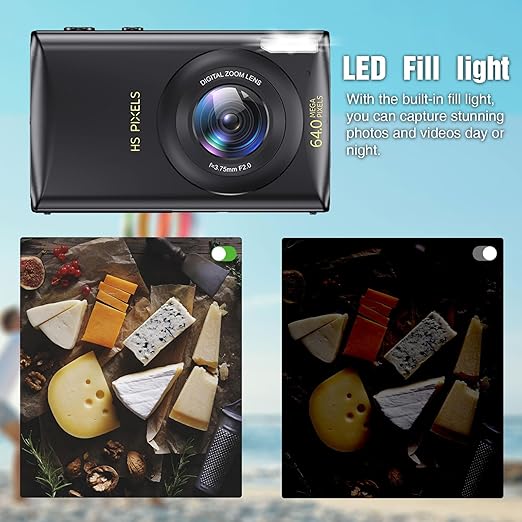 LED Fill light
With the built-in fill light,
you can capture stunning
photos and videos day or
night.
HS PIXELS
DIGITAL ZOOM LENS
f=3.75mm F2.0
64.0 MEGA
PIXELS